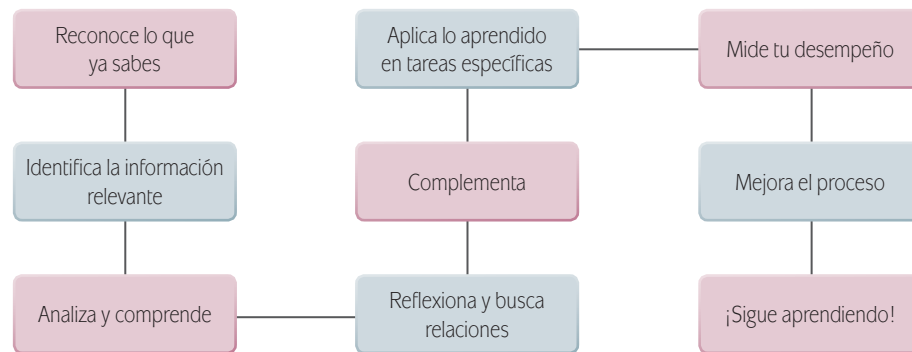 Reconoce lo que
ya sabes
Identifica la información
relevante
Analiza y comprende
Reflexiona y busca
relaciones
Complementa
Aplica lo aprendido
en tareas específicas
Mide tu desempeño
Mejora el proceso
¡Sigue aprendiendo!